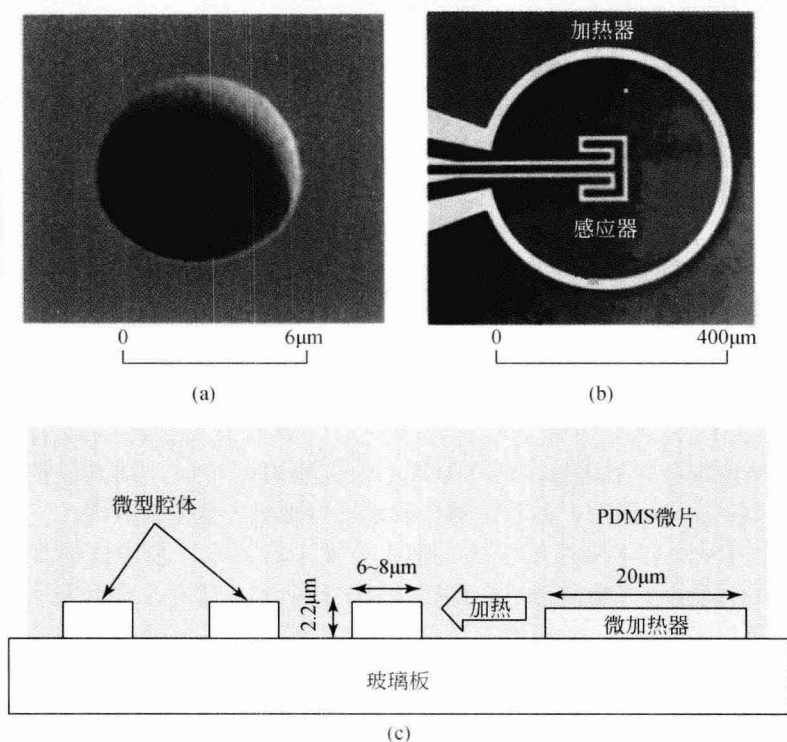 加热器
感应器
0 6μm
0 400μm
(a)
(b)
微型腔体
PDMS微片
6~8μm
20μm
2.2μm
加热
微加热器
玻璃板
(c)